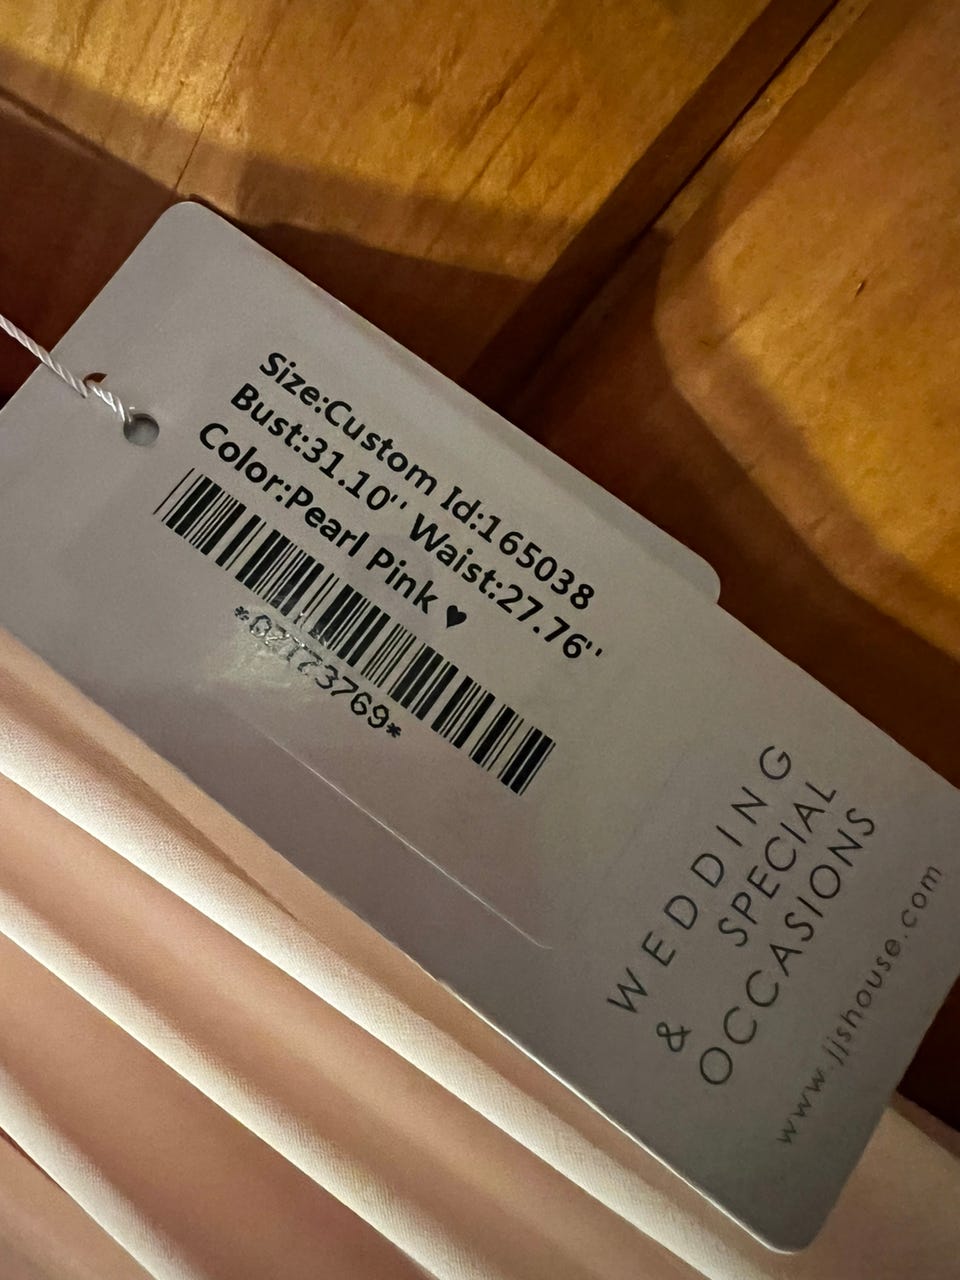 Size:Custom Id:165038
Bust:31.10'' Waist:27.76''
Color:Pearl Pink ♥
WEDDING
& SPECIAL
OCCASIONS
www.jjshouse.com